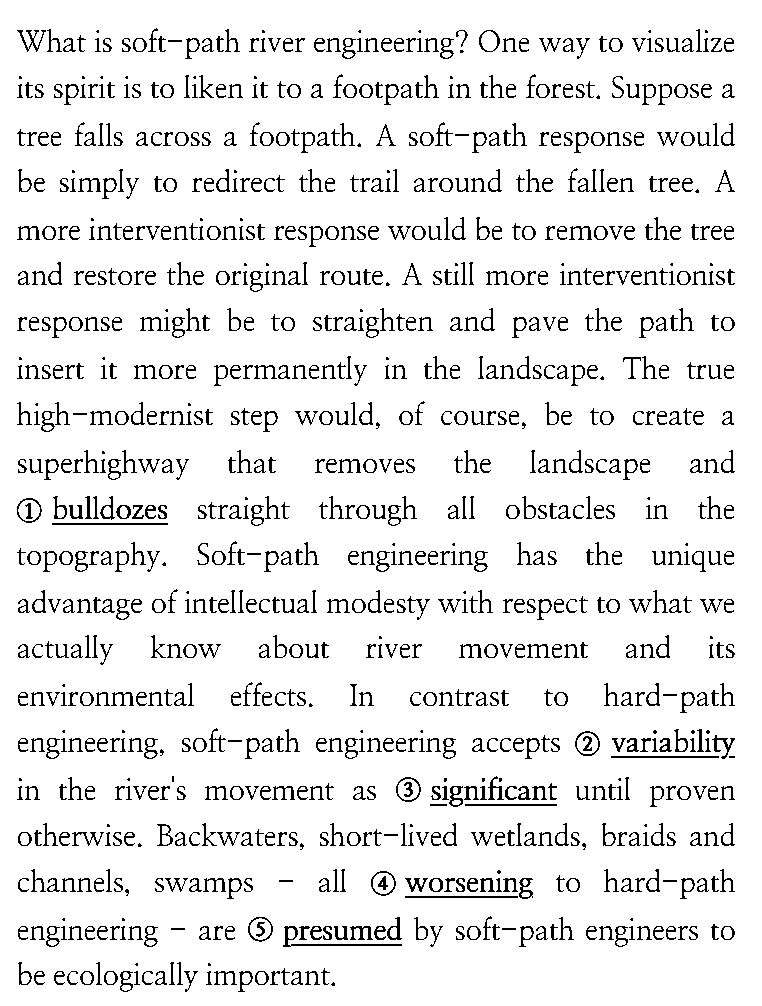 What is soft-path river engineering? One way to visualize
its spirit is to liken it to a footpath in the forest. Suppose a
tree falls across a footpath. A soft-path response would
be simply to redirect the trail around the fallen tree. A
more interventionist response would be to remove the tree
and restore the original route. A still more interventionist
response might be to straighten and pave the path to
insert it more permanently in the landscape. The true
high-modernist step would, of course, be to create a
superhighway that removes the landscape and
① bulldozes straight through all obstacles in the
topography. Soft-path engineering has the unique
advantage of intellectual modesty with respect to what we
actually know about river movement and its
environmental effects. In contrast to hard-path
engineering, soft-path engineering accepts ② variability
in the river's movement as ③ significant until proven
otherwise. Backwaters, short-lived wetlands, braids and
channels, swamps - all ④ worsening to hard-path
engineering - are ⑤ presumed by soft-path engineers to
be ecologically important.